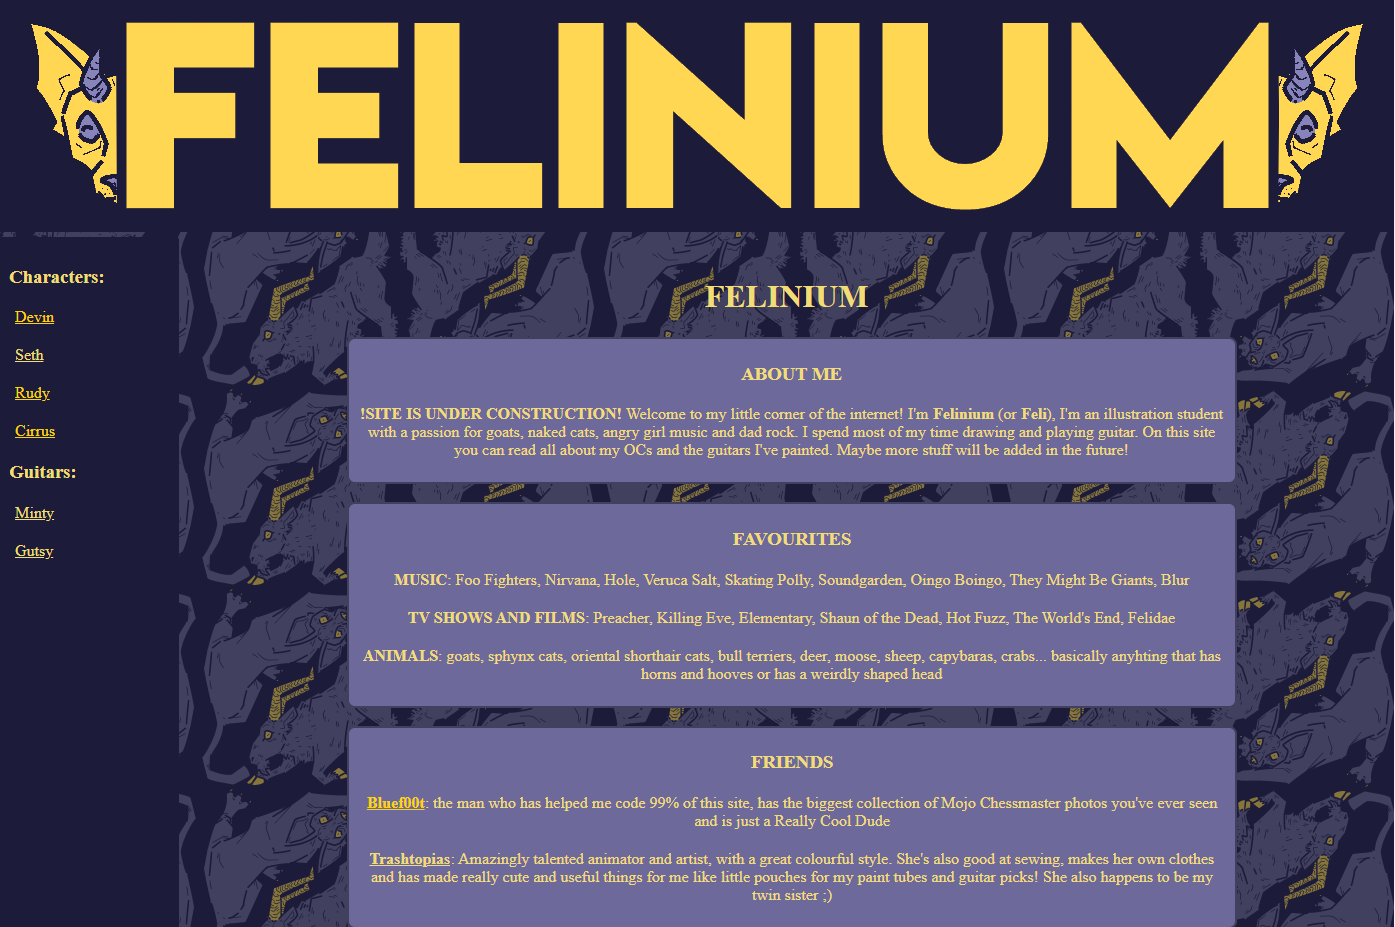 FELINIUM
Characters:
Devin
Seth
Rudy
Cirrus
Guitars:
Minty
Gutsy
FELINIUM
ABOUT ME
!SITE IS UNDER CONSTRUCTION! Welcome to my little corner of the internet! I'm Felinium (or Feli), I'm an illustration student
with a passion for goats, naked cats, angry girl music and dad rock. I spend most of my time drawing and playing guitar. On this site
you can read all about my OCs and the guitars I've painted. Maybe more stuff will be added in the future!
FAVOURITES
MUSIC: Foo Fighters, Nirvana, Hole, Veruca Salt, Skating Polly, Soundgarden, Oingo Boingo, They Might Be Giants, Blur
TV SHOWS AND FILMS: Preacher, Killing Eve, Elementary, Shaun of the Dead, Hot Fuzz, The World's End, Felidae
ANIMALS: goats, sphynx cats, oriental shorthair cats, bull terriers, deer, moose, sheep, capybaras, crabs... basically anyhting that has
horns and hooves or has a weirdly shaped head
FRIENDS
Bluef00t: the man who has helped me code 99% of this site, has the biggest collection of Mojo Chessmaster photos you've ever seen
and is just a Really Cool Dude
Trashtopias: Amazingly talented animator and artist, with a great colourful style. She's also good at sewing, makes her own clothes
and has made really cute and useful things for me like little pouches for my paint tubes and guitar picks! She also happens to be my
twin sister ;)